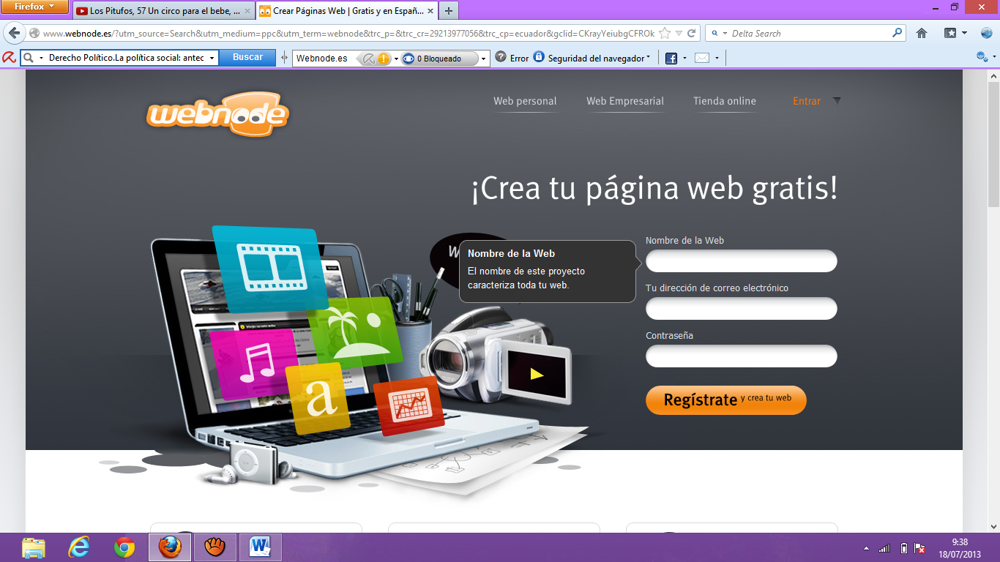 Firefox
Los Pitufos, 57 Un circo para el bebe, ...
Crear Páginas Web | Gratis y en Españ...
www.webnode.es/?utm_source=Search&utm_medium=ppc&utm_term=webnode&trc_p=&trc_cr=29213977056&trc_cp=ecuador&gclid=CKrayYeiubgCFROk
Delta Search
Derecho Político.La política social: antec
Buscar
Webnode.es
0 Bloqueado
Error
Seguridad del navegador
webnode
Web personal
Web Empresarial
Tienda online
Entrar
¡Crea tu página web gratis!
W
Nombre de la Web
El nombre de este proyecto
caracteriza toda tu web.
Nombre de la Web
Tu dirección de correo electrónico
Contraseña
Regístrate y crea tu web
a
9:38
18/07/2013